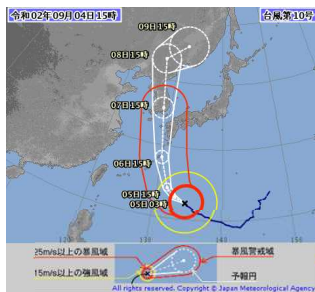 令和02年09月04日15時
台風第10号
09日15時
08日15時
07日15時
06日15時
05日15時
05日03時
120
130
140
150
25m/s以上の暴風域
15m/s以上の強風域
暴風警戒域
予報円
All rights reserved. Copyright © Japan Meteorological Agency